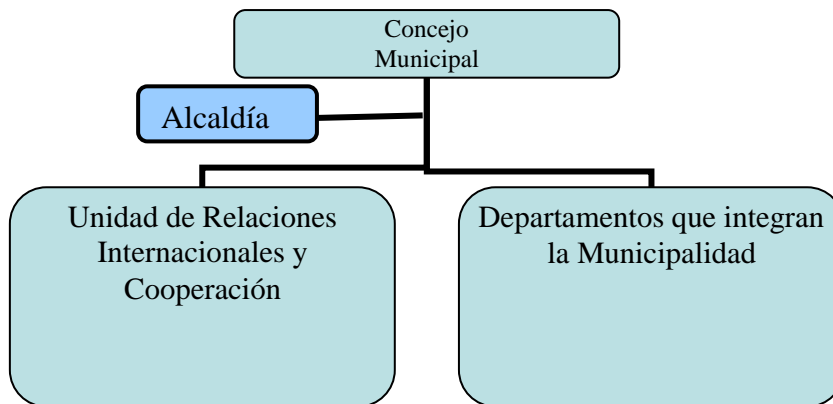 Concejo
Municipal
Alcaldía
Unidad de Relaciones
Internacionales y
Cooperación
Departamentos que integran
la Municipalidad